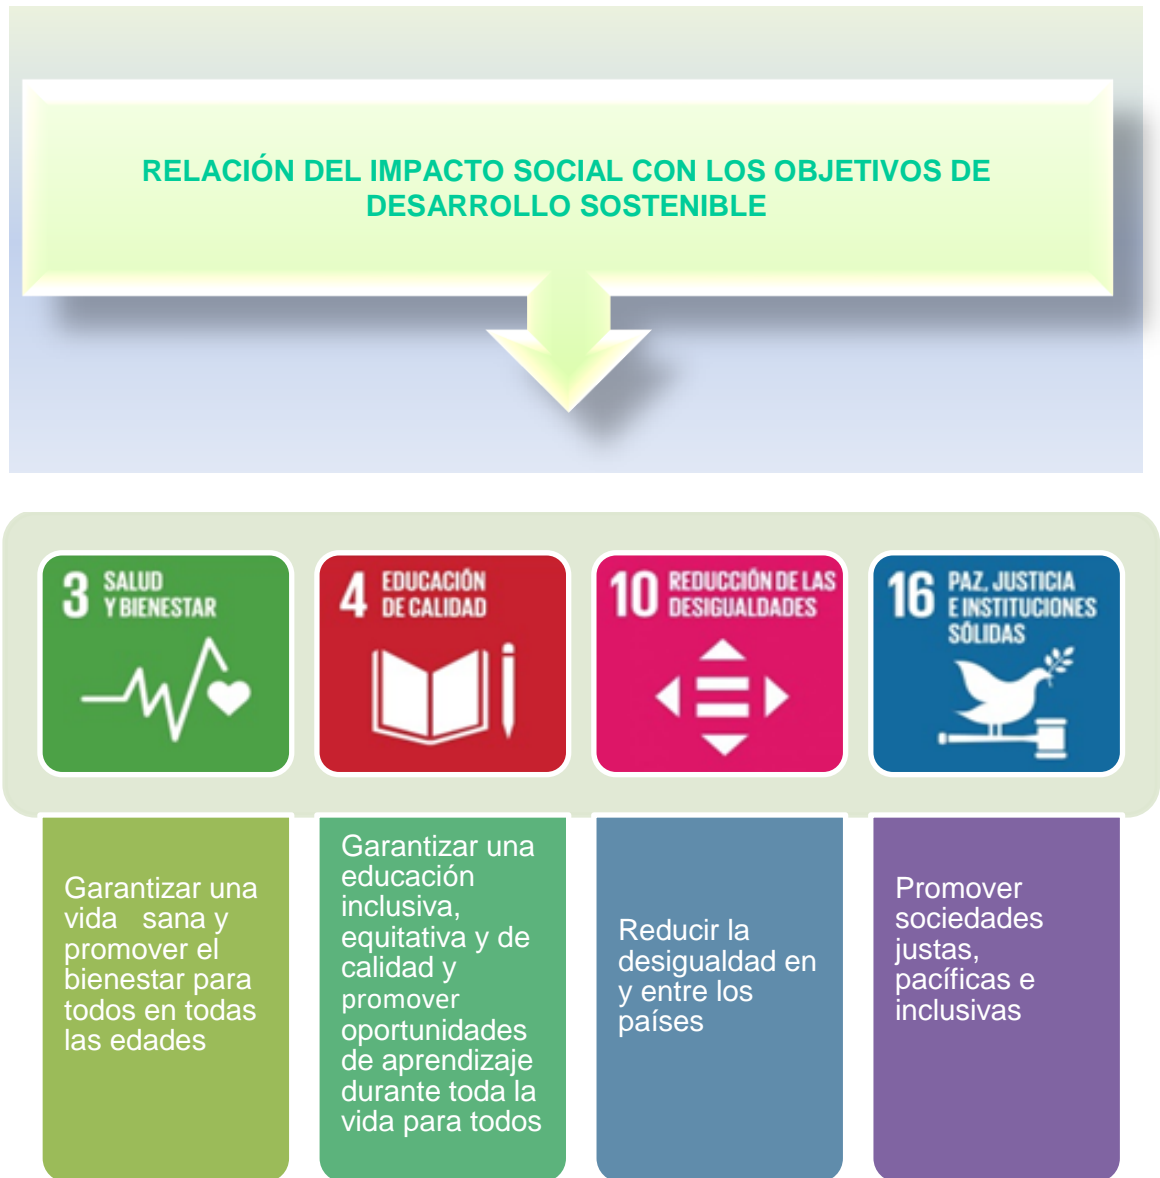 RELACIÓN DEL IMPACTO SOCIAL CON LOS OBJETIVOS DE
DESARROLLO SOSTENIBLE
3 SALUD
Y BIENESTAR
4 EDUCACIÓN
DE CALIDAD
10 REDUCCIÓN DE LAS
DESIGUALDADES
16 PAZ, JUSTICIA
E INSTITUCIONES
SÓLIDAS
Garantizar una
vida sana y
promover el
bienestar para
todos en todas
las edades
Garantizar una
educación
inclusiva,
equitativa y de
calidad y
promover
oportunidades
de aprendizaje
durante toda la
vida para todos
Reducir la
desigualdad en
y entre los
países
Promover
sociedades
justas,
pacíficas e
inclusivas